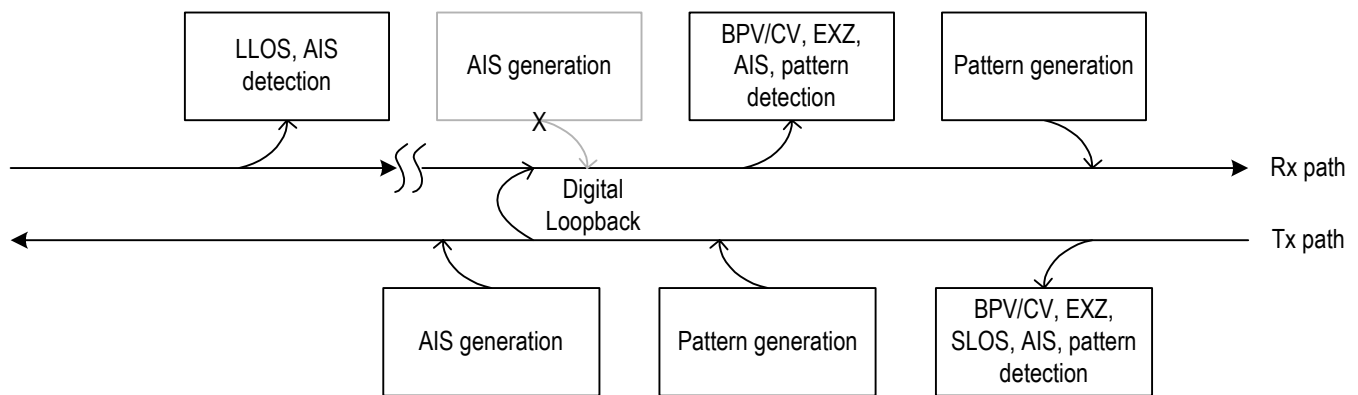 LLOS, AIS
detection
AIS generation
BPV/CV, EXZ,
AIS, pattern
detection
Pattern generation
X
Rx path
Digital
Loopback
Tx path
AIS generation
Pattern generation
BPV/CV, EXZ,
SLOS, AIS, pattern
detection